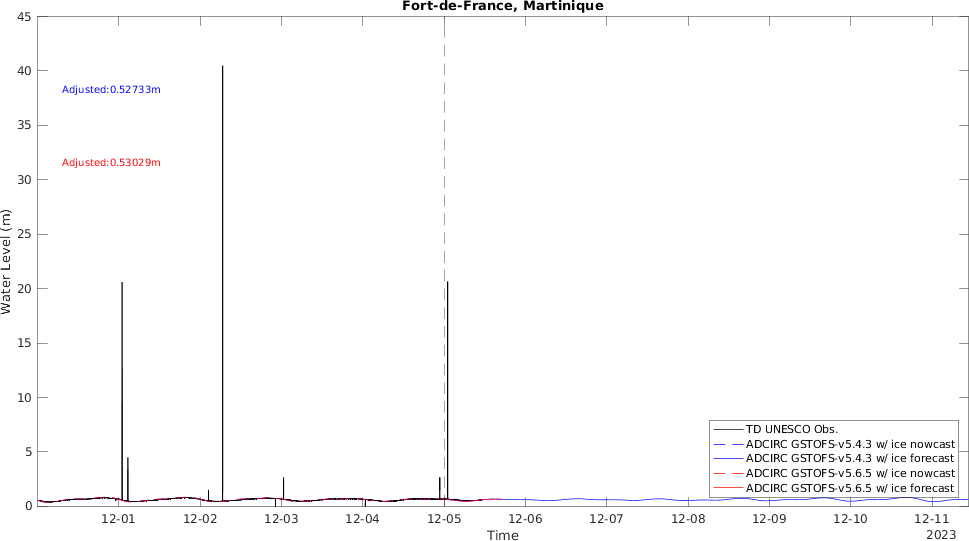 Fort-de-France, Martinique
45
40
35
30
25
20
15
10
5
0
Water Level (m)
Adjusted:0.52733m
Adjusted:0.53029m
TD UNESCO Obs.
ADCIRC GSTOFS-v5.4.3 w/ ice nowcast
ADCIRC GSTOFS-v5.4.3 w/ ice forecast
ADCIRC GSTOFS-v5.6.5 w/ ice nowcast
ADCIRC GSTOFS-v5.6.5 w/ ice forecast
12-01 12-02 12-03 12-04 12-05 12-06 12-07 12-08 12-09 12-10 12-11
2023
Time